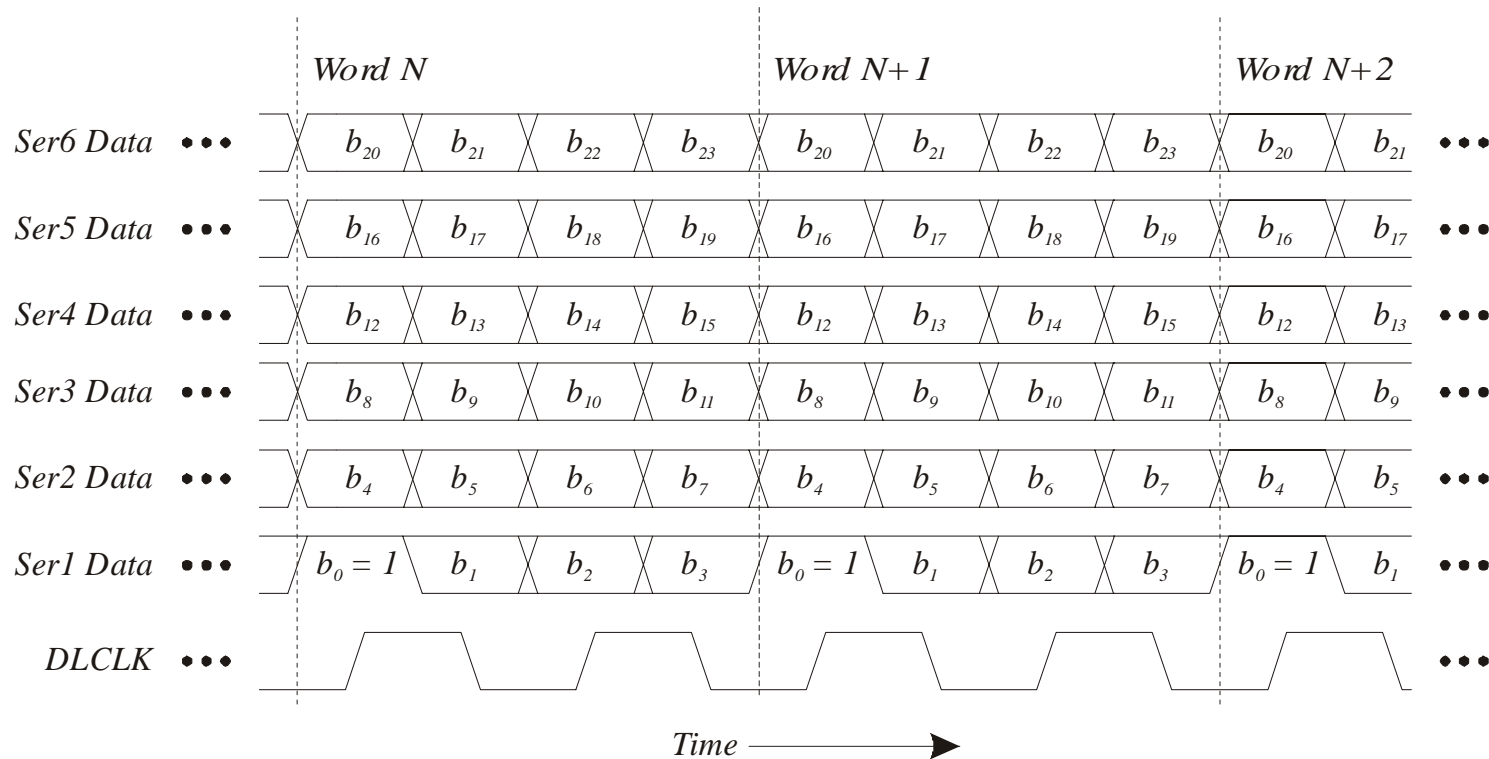 Word N Word N+1 Word N+2
Ser6 Data ••• b₂₀ b₂₁ b₂₂ b₂₃ b₂₀ b₂₁ b₂₂ b₂₃ b₂₀ b₂₁ •••
Ser5 Data ••• b₁₆ b₁₇ b₁₈ b₁₉ b₁₆ b₁₇ b₁₈ b₁₉ b₁₆ b₁₇ •••
Ser4 Data ••• b₁₂ b₁₃ b₁₄ b₁₅ b₁₂ b₁₃ b₁₄ b₁₅ b₁₂ b₁₃ •••
Ser3 Data ••• b₈ b₉ b₁₀ b₁₁ b₈ b₉ b₁₀ b₁₁ b₈ b₉ •••
Ser2 Data ••• b₄ b₅ b₆ b₇ b₄ b₅ b₆ b₇ b₄ b₅ •••
Ser1 Data ••• b₀ = 1 b₁ b₂ b₃ b₀ = 1 b₁ b₂ b₃ b₀ = 1 b₁ •••
DLCLK ••• •••
Time